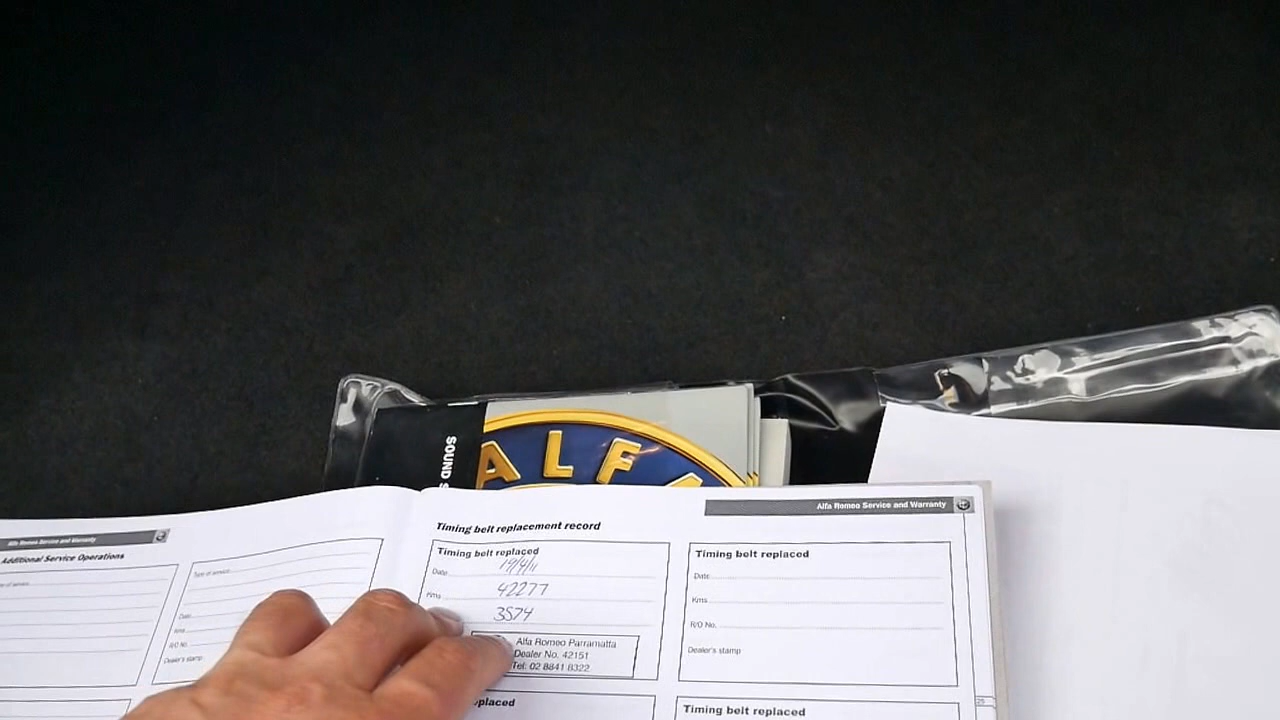 SOUND
ALFA
Alfa Romeo Service and Warranty
Additional Service Operations
Type of service
Date
Kms
R/O No.
Dealer's stamp
Alfa Romeo Service and Warranty
Timing belt replacement record
Timing belt replaced
Date 19/4/11
Kms 42277
3574
Alfa Romeo Parramatta
Dealer No. 42151
Tel: 02 8841 8322
Timing belt replaced
Date
Kms
R/O No.
Dealer's stamp
placed
Timing belt replaced
25